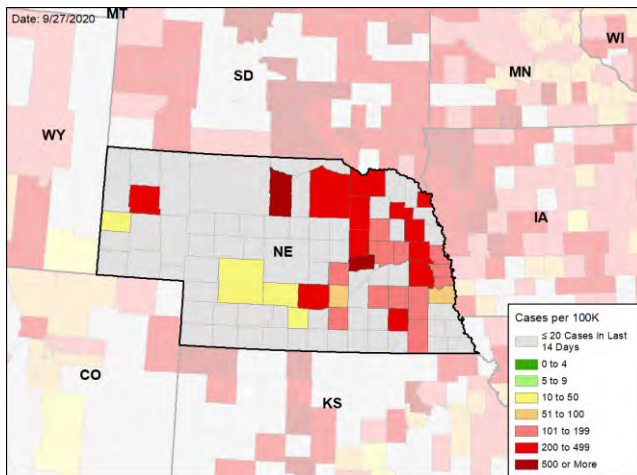 Date: 9/27/2020
MT
WI
SD
MN
WY
IA
NE
CO
KS
Cases per 100K
≤ 20 Cases in Last
14 Days
0 to 4
5 to 9
10 to 50
51 to 100
101 to 199
200 to 499
500 or More